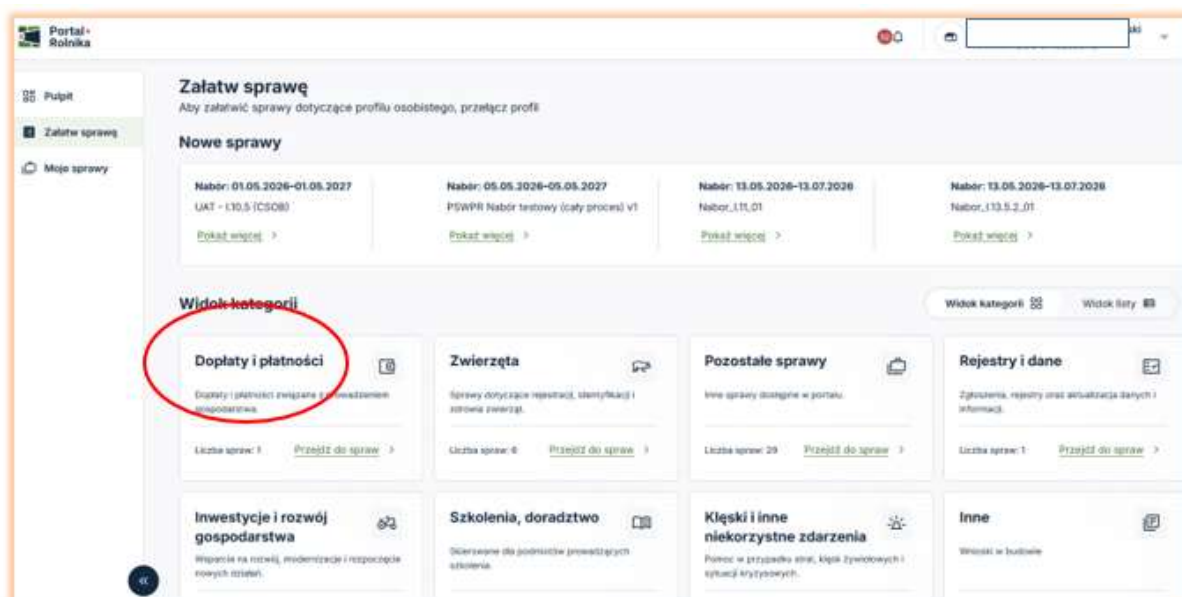 Portal
Rolnika
Pulpit
Załatw sprawę
Moje sprawy
Załatw sprawę
Aby załatwić sprawy dotyczące profilu osobistego, przełącz profil
Nowe sprawy
Nabór: 01.05.2026–01.05.2027
UAT - I.10.5 (CSOB)
Pokaż więcej
Nabór: 05.05.2026–05.05.2027
PSWPR Nabór testowy (cały proces) v1
Pokaż więcej
Nabór: 13.05.2026–13.07.2026
Nabor_I.11_01
Pokaż więcej
Nabór: 13.05.2026–13.07.2026
Nabor_I.13.5.2_01
Pokaż więcej
Widok kategorii
Widok kategorii
Widok listy
Dopłaty i płatności
Dopłaty i płatności związane z prowadzeniem
gospodarstwa.
Liczba spraw: 1
Przejdź do spraw
Zwierzęta
Sprawy dotyczące rejestracji, identyfikacji i
zdrowia zwierząt.
Liczba spraw: 6
Przejdź do spraw
Pozostałe sprawy
Inne sprawy dostępne w portalu.
Liczba spraw: 29
Przejdź do spraw
Rejestry i dane
Zgłoszenia, rejestry oraz aktualizacja danych i
informacji.
Liczba spraw: 1
Przejdź do spraw
Inwestycje i rozwój
gospodarstwa
Wsparcie na rozwój, modernizację i rozpoczęcie
nowych działań.
Szkolenia, doradztwo
Skierowane dla podmiotów prowadzących
szkolenia.
Klęski i inne
niekorzystne zdarzenia
Pomoc w przypadku strat, klęsk żywiołowych i
sytuacji kryzysowych.
Inne
Wnioski w budowie